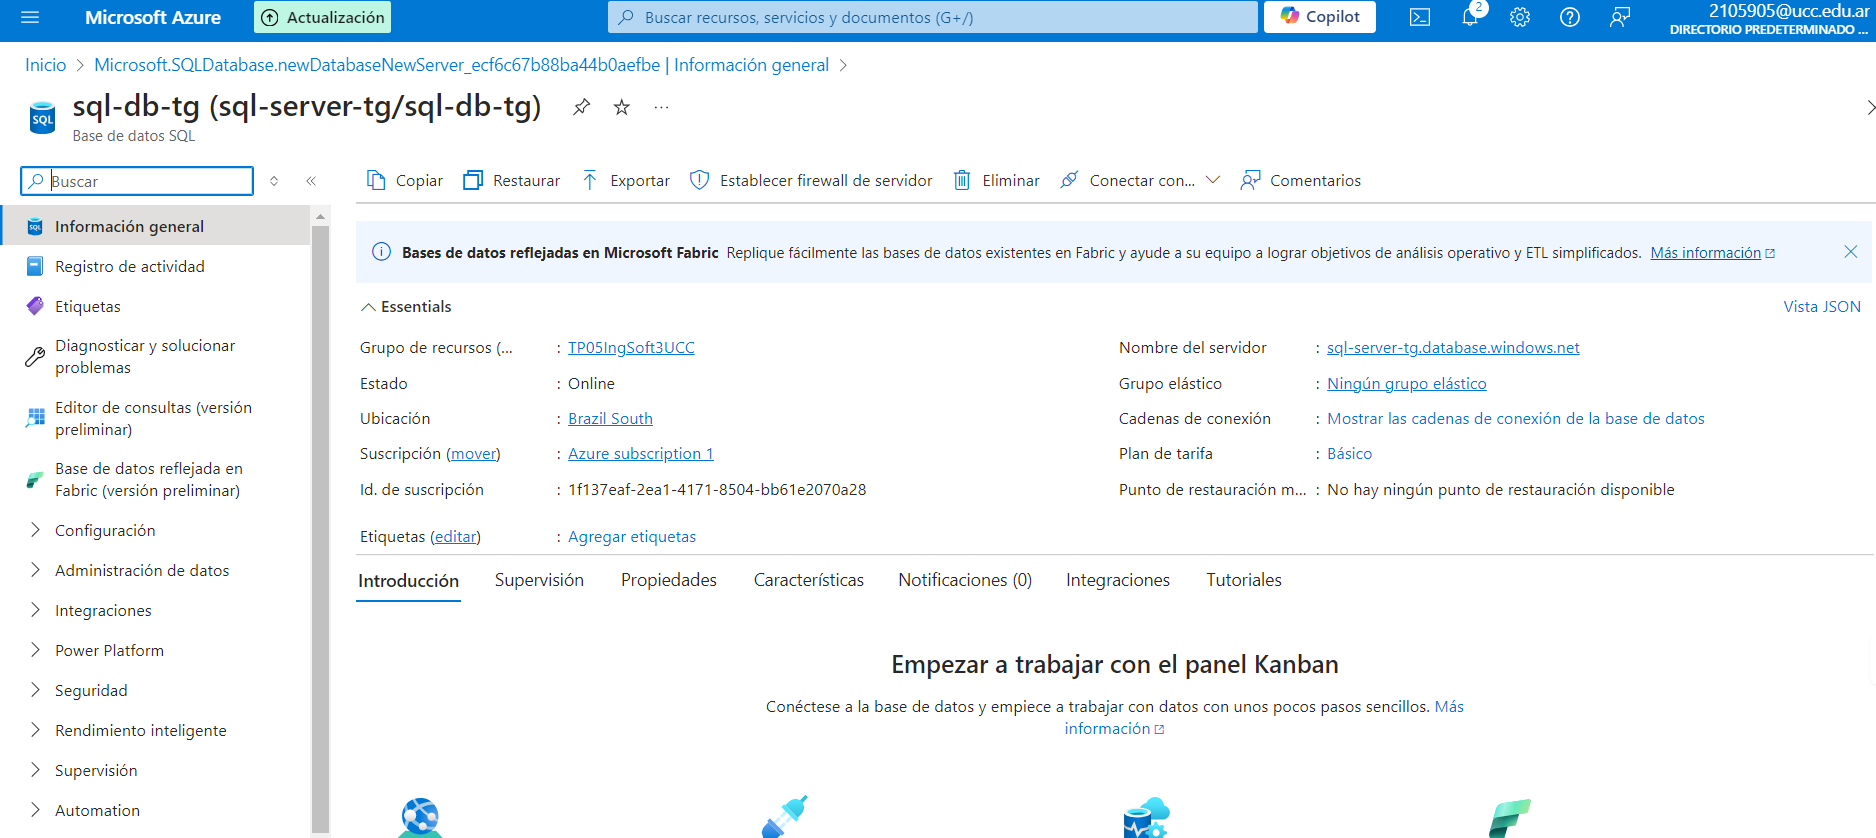 Microsoft Azure
Actualización
Buscar recursos, servicios y documentos (G+/)
Copilot
2
2105905@ucc.edu.ar
DIRECTORIO PREDETERMINADO ...
Inicio > Microsoft.SQLDatabase.newDatabaseNewServer_ecf6c67b88ba44b0aefbe | Información general >
SQL
sql-db-tg (sql-server-tg/sql-db-tg)
...
Base de datos SQL
Buscar
Copiar
Restaurar
Exportar
Establecer firewall de servidor
Eliminar
Conectar con...
Comentarios
Información general
Registro de actividad
Etiquetas
Diagnosticar y solucionar
problemas
Editor de consultas (versión
preliminar)
Base de datos reflejada en
Fabric (versión preliminar)
Configuración
Administración de datos
Integraciones
Power Platform
Seguridad
Rendimiento inteligente
Supervisión
Automation
Bases de datos reflejadas en Microsoft Fabric Replique fácilmente las bases de datos existentes en Fabric y ayude a su equipo a lograr objetivos de análisis operativo y ETL simplificados. Más información
Essentials
Vista JSON
Grupo de recursos (... : TP05IngSoft3UCC
Estado : Online
Ubicación : Brazil South
Suscripción (mover) : Azure subscription 1
Id. de suscripción : 1f137eaf-2ea1-4171-8504-bb61e2070a28
Etiquetas (editar) : Agregar etiquetas
Nombre del servidor : sql-server-tg.database.windows.net
Grupo elástico : Ningún grupo elástico
Cadenas de conexión : Mostrar las cadenas de conexión de la base de datos
Plan de tarifa : Básico
Punto de restauración m... : No hay ningún punto de restauración disponible
Introducción
Supervisión
Propiedades
Características
Notificaciones (0)
Integraciones
Tutoriales
Empezar a trabajar con el panel Kanban
Conéctese a la base de datos y empiece a trabajar con datos con unos pocos pasos sencillos. Más
información